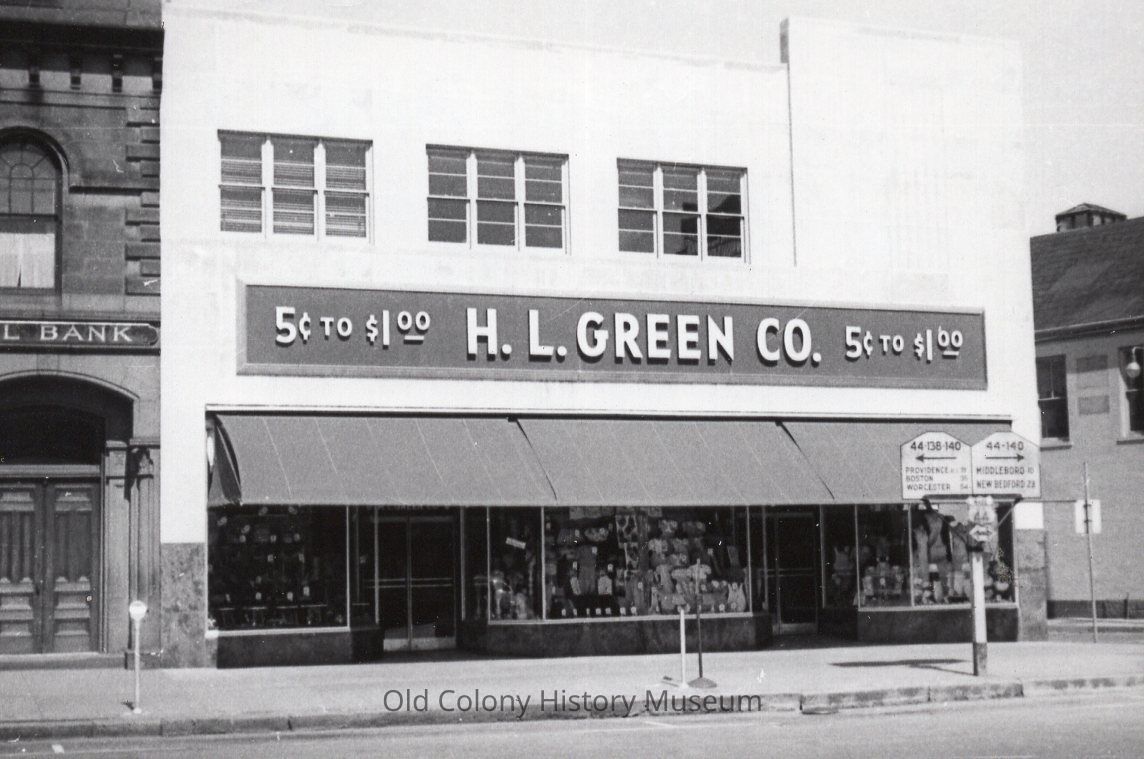 L BANK
5¢ TO $1.00 H. L. GREEN CO. 5¢ TO $1.00
44-138-140
PROVIDENCE
BOSTON
WORCESTER
44-140
MIDDLEBORO 10
NEW BEDFORD 23
Old Colony History Museum